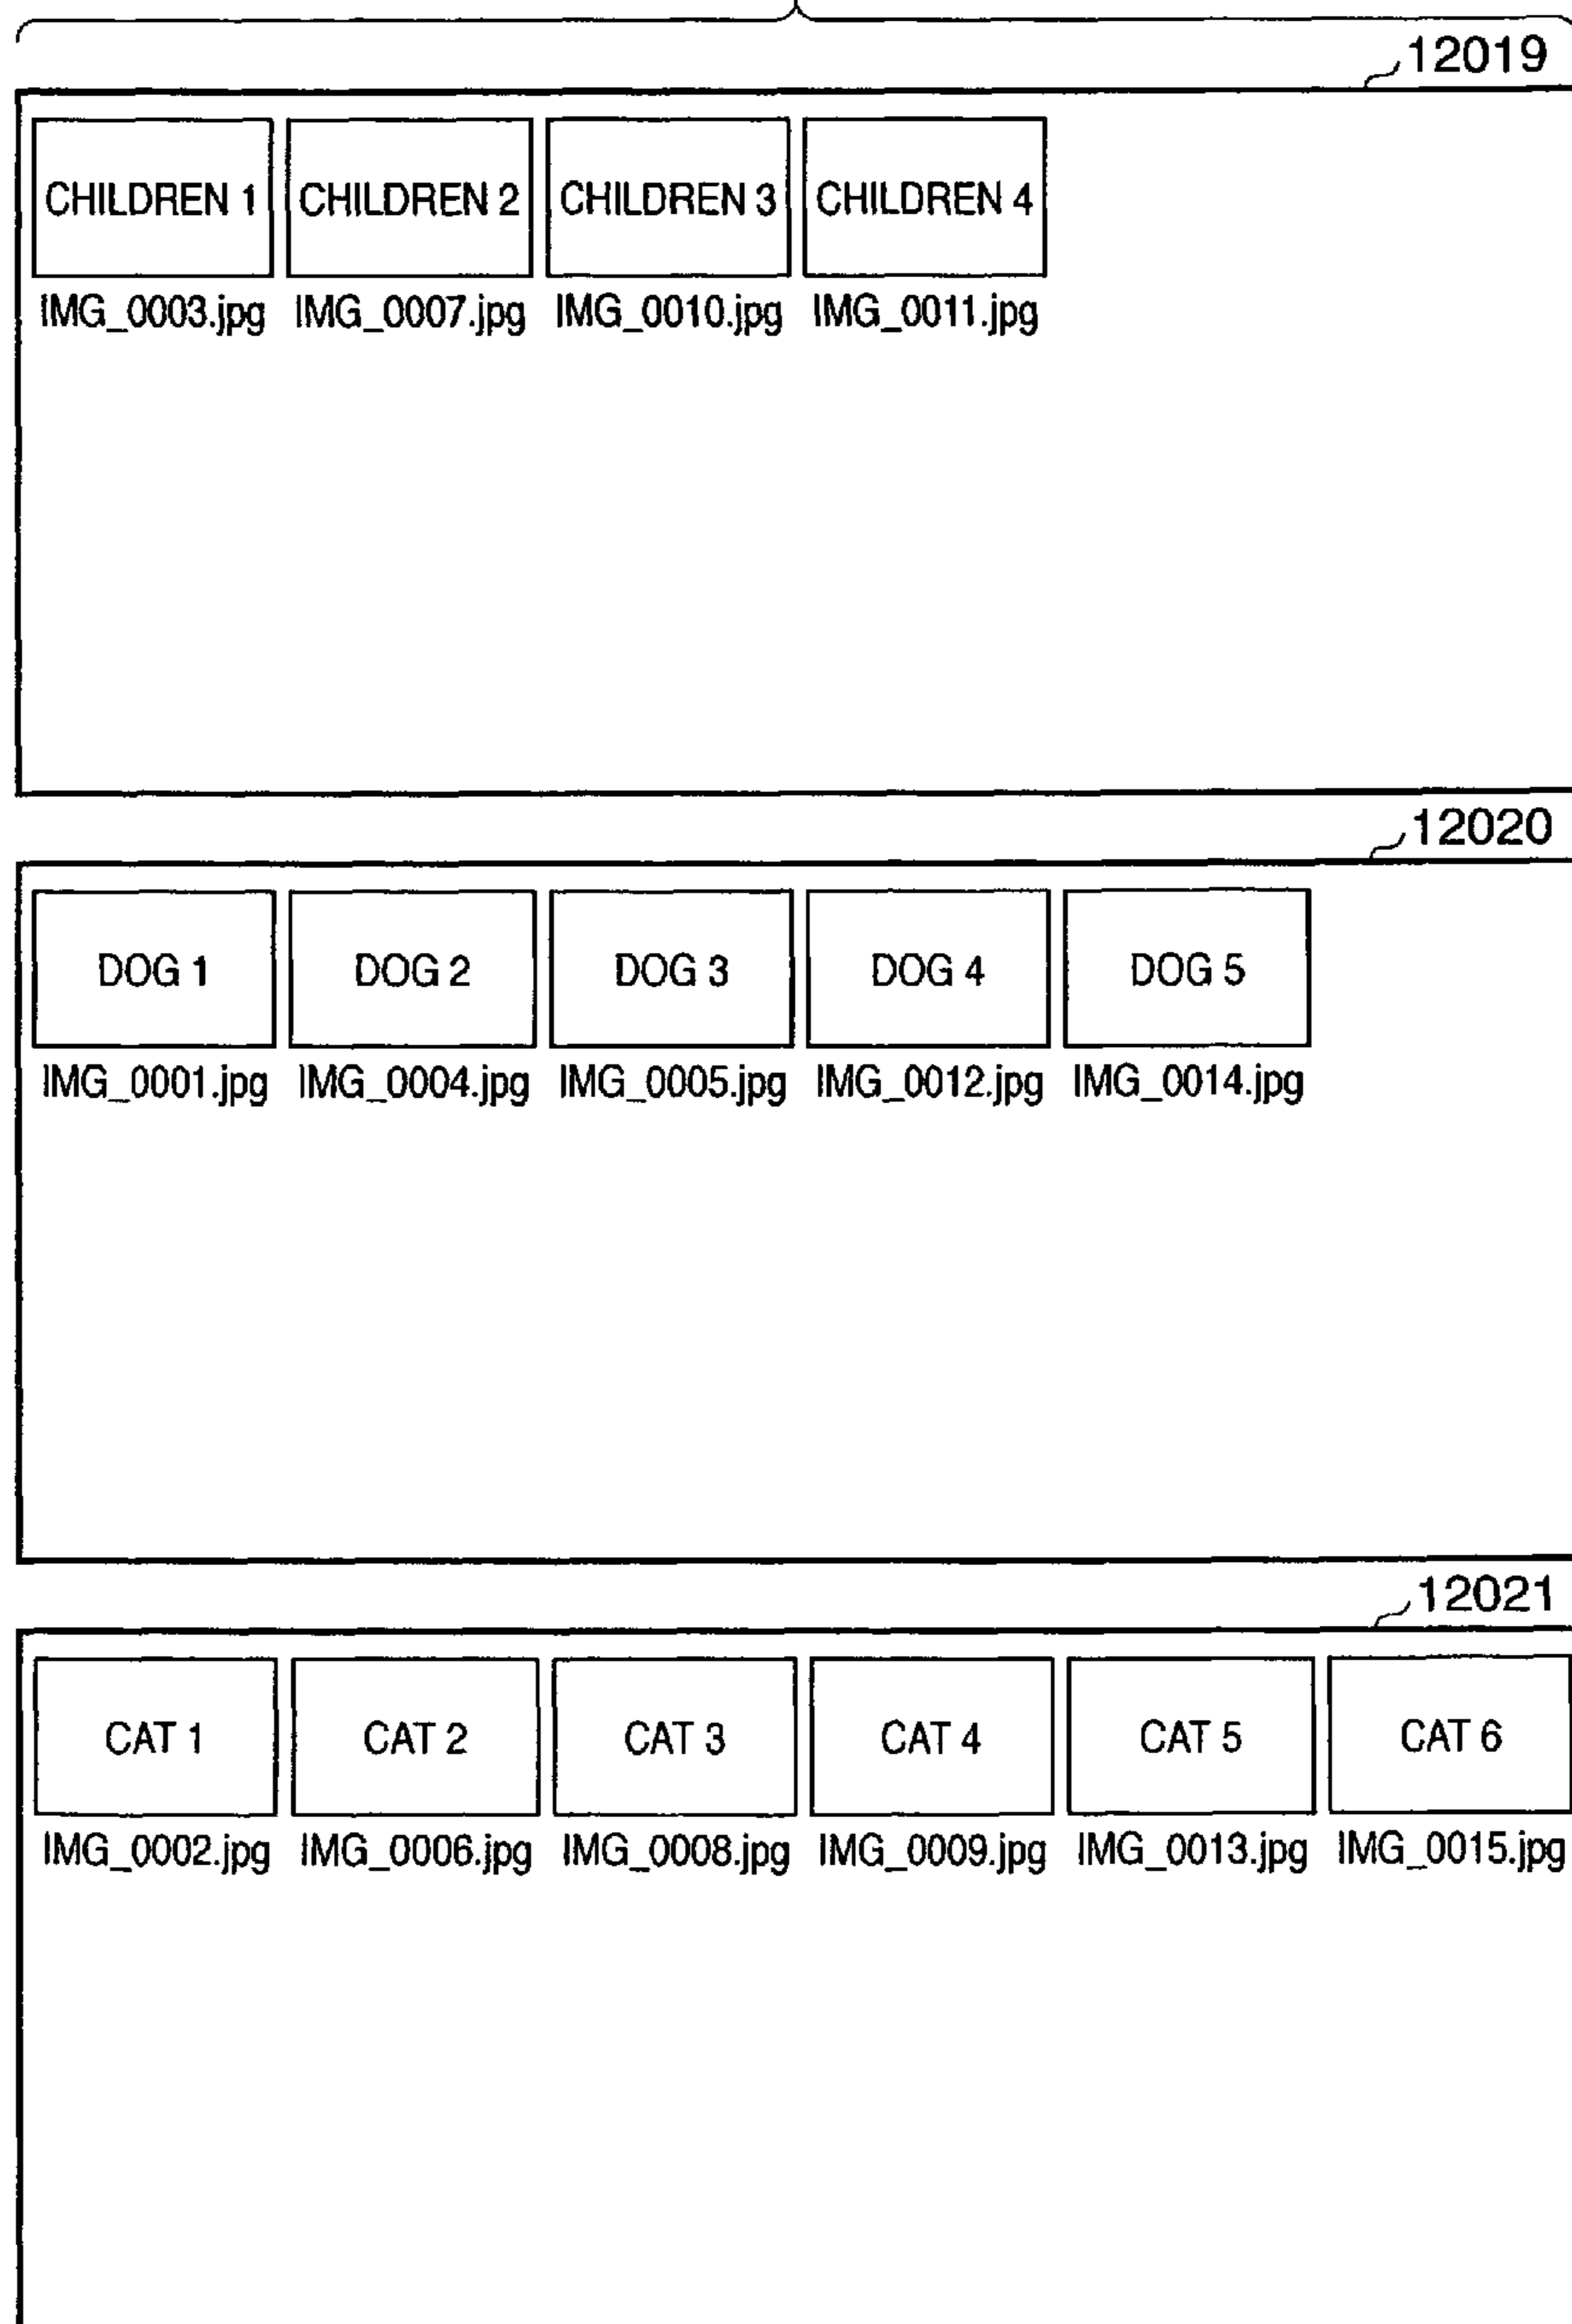 12019
CHILDREN 1 CHILDREN 2 CHILDREN 3 CHILDREN 4
IMG_0003.jpg IMG_0007.jpg IMG_0010.jpg IMG_0011.jpg
12020
DOG 1 DOG 2 DOG 3 DOG 4 DOG 5
IMG_0001.jpg IMG_0004.jpg IMG_0005.jpg IMG_0012.jpg IMG_0014.jpg
12021
CAT 1 CAT 2 CAT 3 CAT 4 CAT 5 CAT 6
IMG_0002.jpg IMG_0006.jpg IMG_0008.jpg IMG_0009.jpg IMG_0013.jpg IMG_0015.jpg